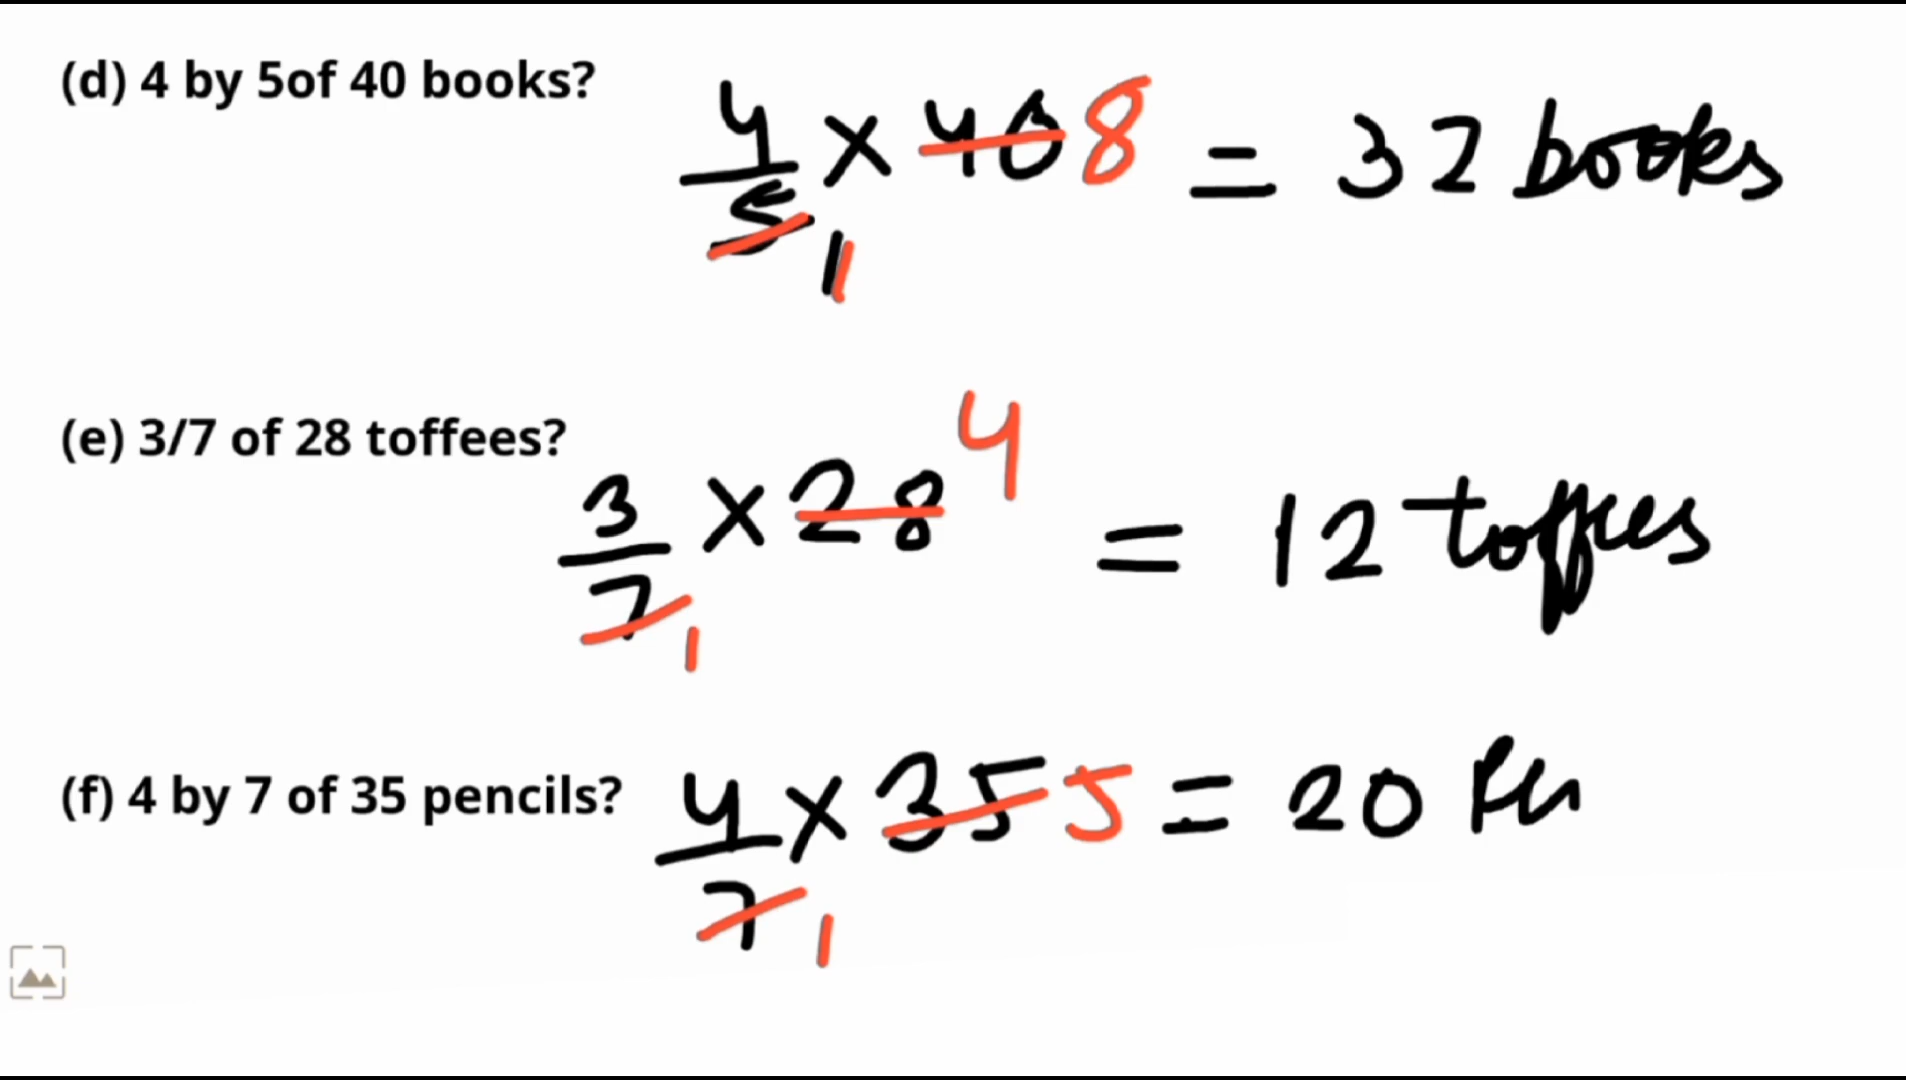 (d) 4 by 5of 40 books?
4/5 × 40 8 = 32 books
1
(e) 3/7 of 28 toffees?
3/7 × 28 4 = 12 toffees
1
(f) 4 by 7 of 35 pencils?
4/7 × 35 5 = 20 Pen
1